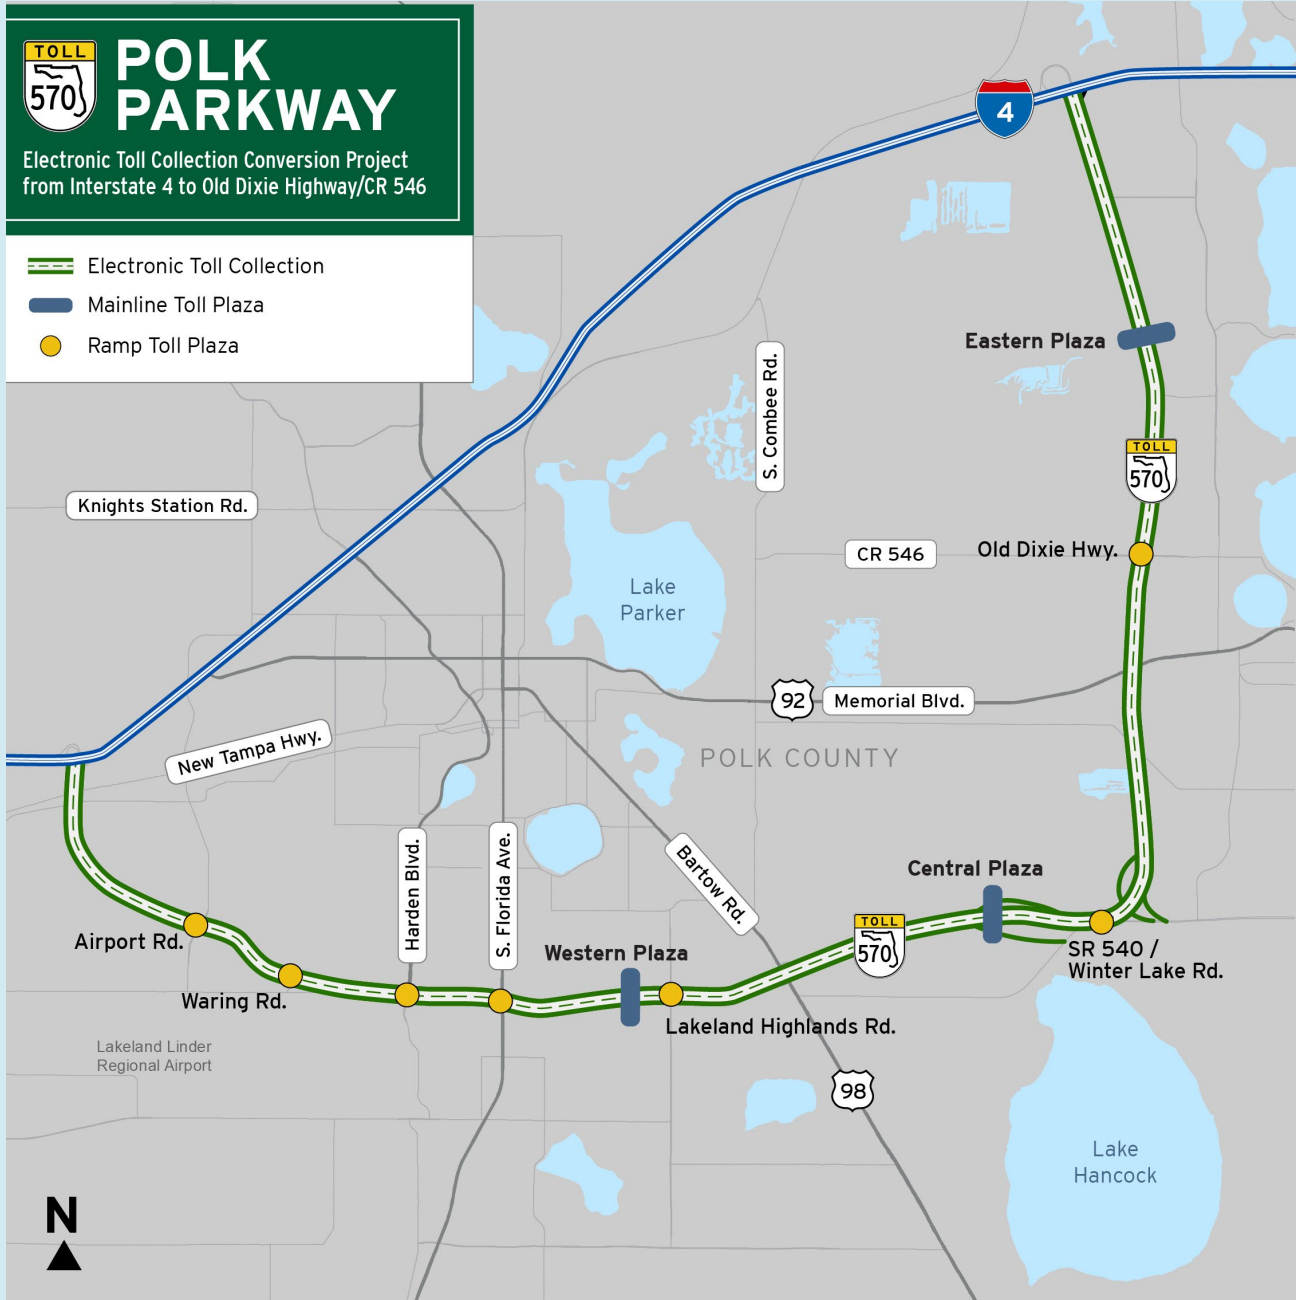 TOLL
570
POLK
PARKWAY
Electronic Toll Collection Conversion Project
from Interstate 4 to Old Dixie Highway/CR 546
Electronic Toll Collection
Mainline Toll Plaza
Ramp Toll Plaza
4
Eastern Plaza
S. Combee Rd.
TOLL
570
Knights Station Rd.
CR 546
Old Dixie Hwy.
Lake
Parker
92
Memorial Blvd.
New Tampa Hwy.
POLK COUNTY
Harden Blvd.
S. Florida Ave.
Bartow Rd.
Central Plaza
TOLL
570
Airport Rd.
Western Plaza
SR 540 /
Winter Lake Rd.
Waring Rd.
Lakeland Highlands Rd.
Lakeland Linder
Regional Airport
98
Lake
Hancock
N